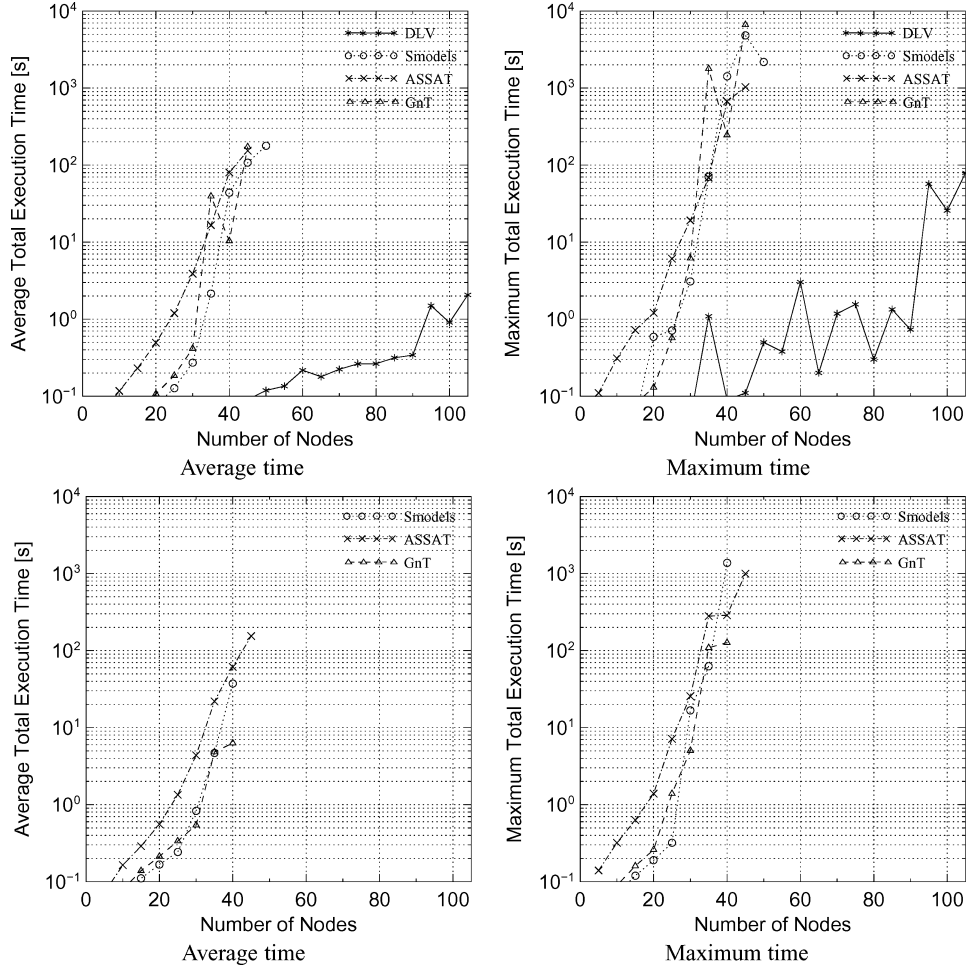 Average Total Execution Time [s]
10^4
10^3
10^2
10^1
10^0
10^-1
DLV
Smodels
ASSAT
GnT
0 20 40 60 80 100
Number of Nodes
Average time
Maximum Total Execution Time [s]
10^4
10^3
10^2
10^1
10^0
10^-1
DLV
Smodels
ASSAT
GnT
0 20 40 60 80 100
Number of Nodes
Maximum time
Average Total Execution Time [s]
10^4
10^3
10^2
10^1
10^0
10^-1
Smodels
ASSAT
GnT
0 20 40 60 80 100
Number of Nodes
Average time
Maximum Total Execution Time [s]
10^4
10^3
10^2
10^1
10^0
10^-1
Smodels
ASSAT
GnT
0 20 40 60 80 100
Number of Nodes
Maximum time